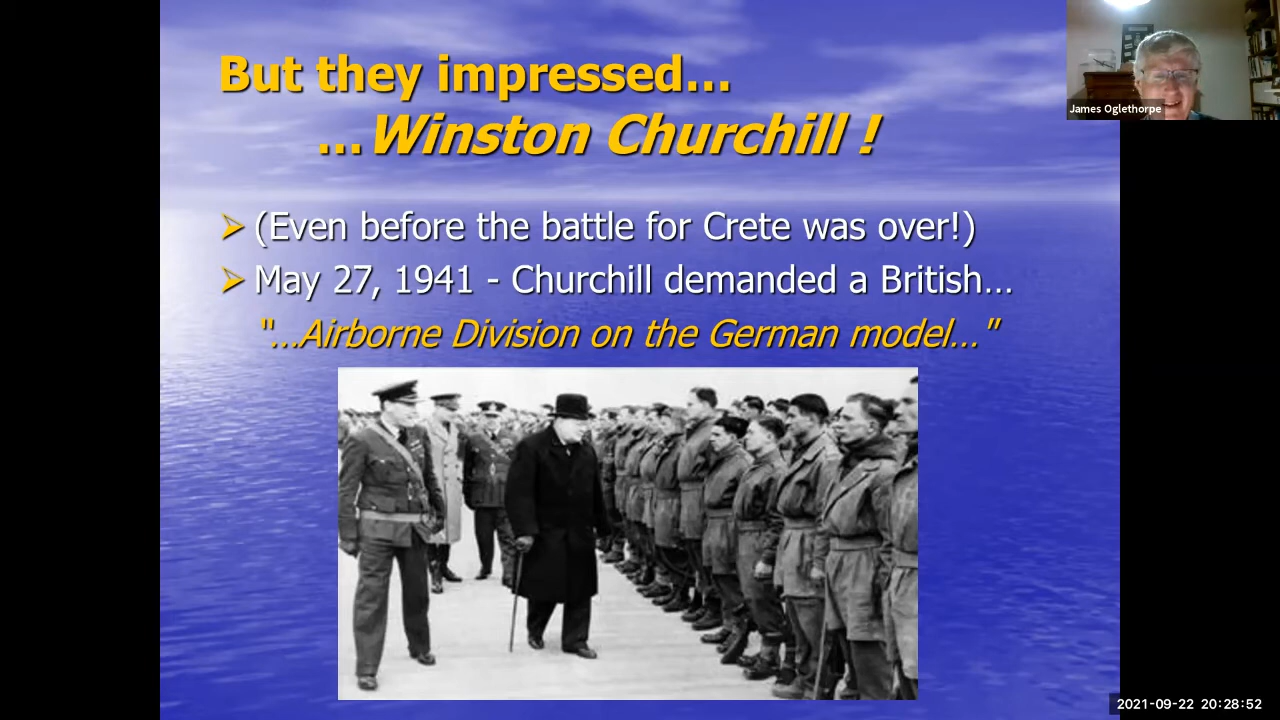 But they impressed...
...Winston Churchill !
(Even before the battle for Crete was over!)
May 27, 1941 - Churchill demanded a British...
"...Airborne Division on the German model..."
James Oglethorpe
2021-09-22 20:28:52